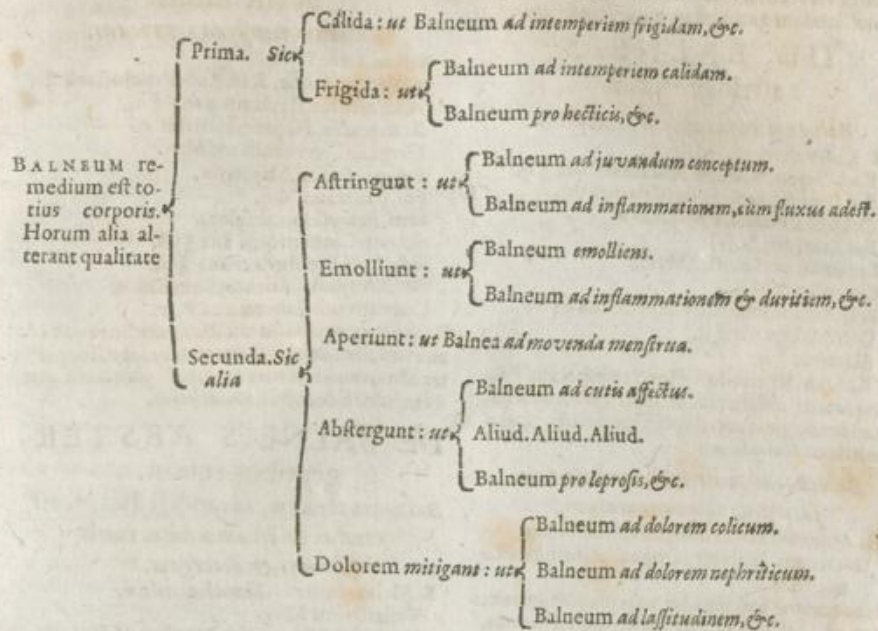 Calida: ut Balneum ad intemperiem frigidam, &c.
Prima. Sic
Frigida: ut
Balneum ad intemperiem calidam.
Balneum pro hecticis, &c.
BALNEUM re-
medium est to-
tius corporis.
Horum alia al-
terant qualitate
Astringunt: ut
Balneum ad juvandum conceptum.
Balneum ad inflammationem, cùm fluxus adest.
Emolliunt: ut
Balneum emolliens.
Balneum ad inflammationem & duritiem, &c.
Secunda. Sic
alia
Aperiunt: ut Balnea ad movenda menstrua.
Abstergunt: ut
Balneum ad cutis affectus.
Aliud. Aliud. Aliud.
Balneum pro leprosis, &c.
Dolorem mitigant: ut
Balneum ad dolorem colicum.
Balneum ad dolorem nephriticum.
Balneum ad lassitudinem, &c.